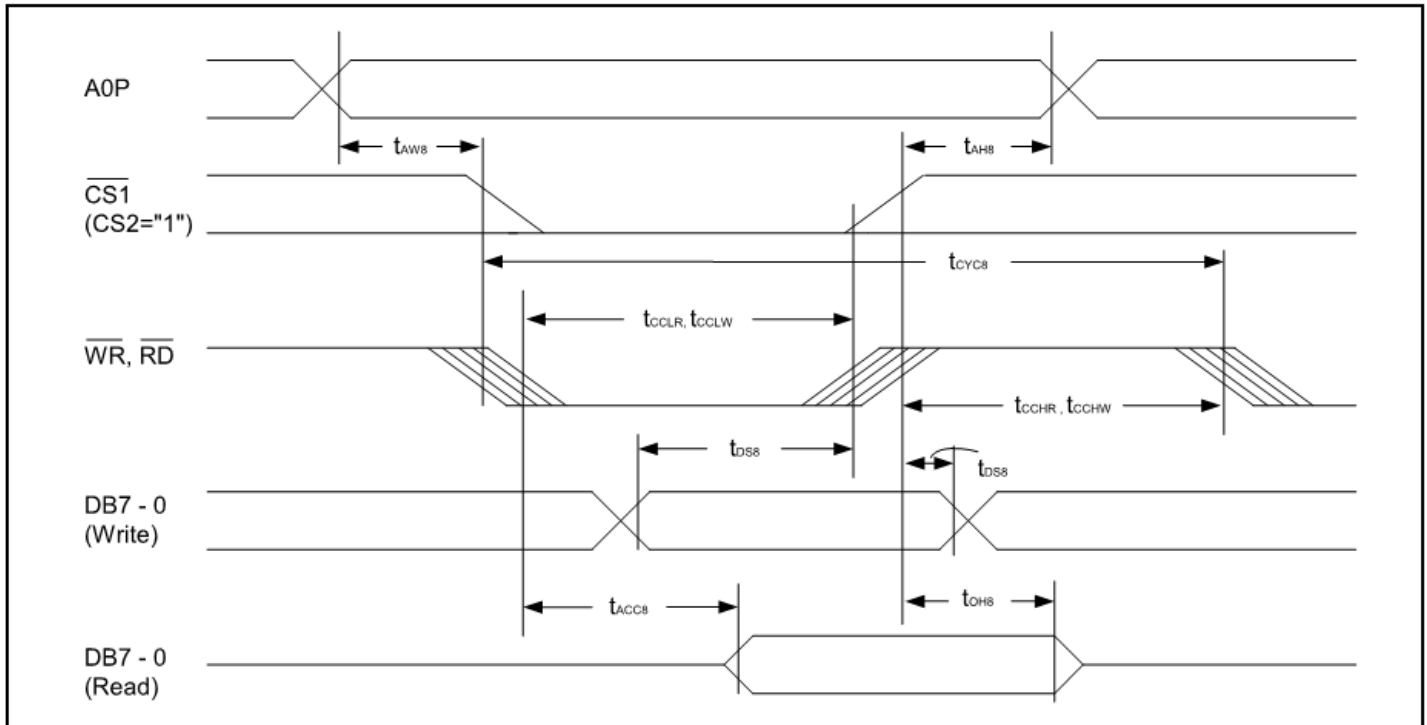 A0P
tAW8
tAH8
CS1
(CS2="1")
tCYC8
tCCLR, tCCLW
WR, RD
tCCHR , tCCHW
tDS8
tDS8
DB7 - 0
(Write)
tACC8
tOH8
DB7 - 0
(Read)